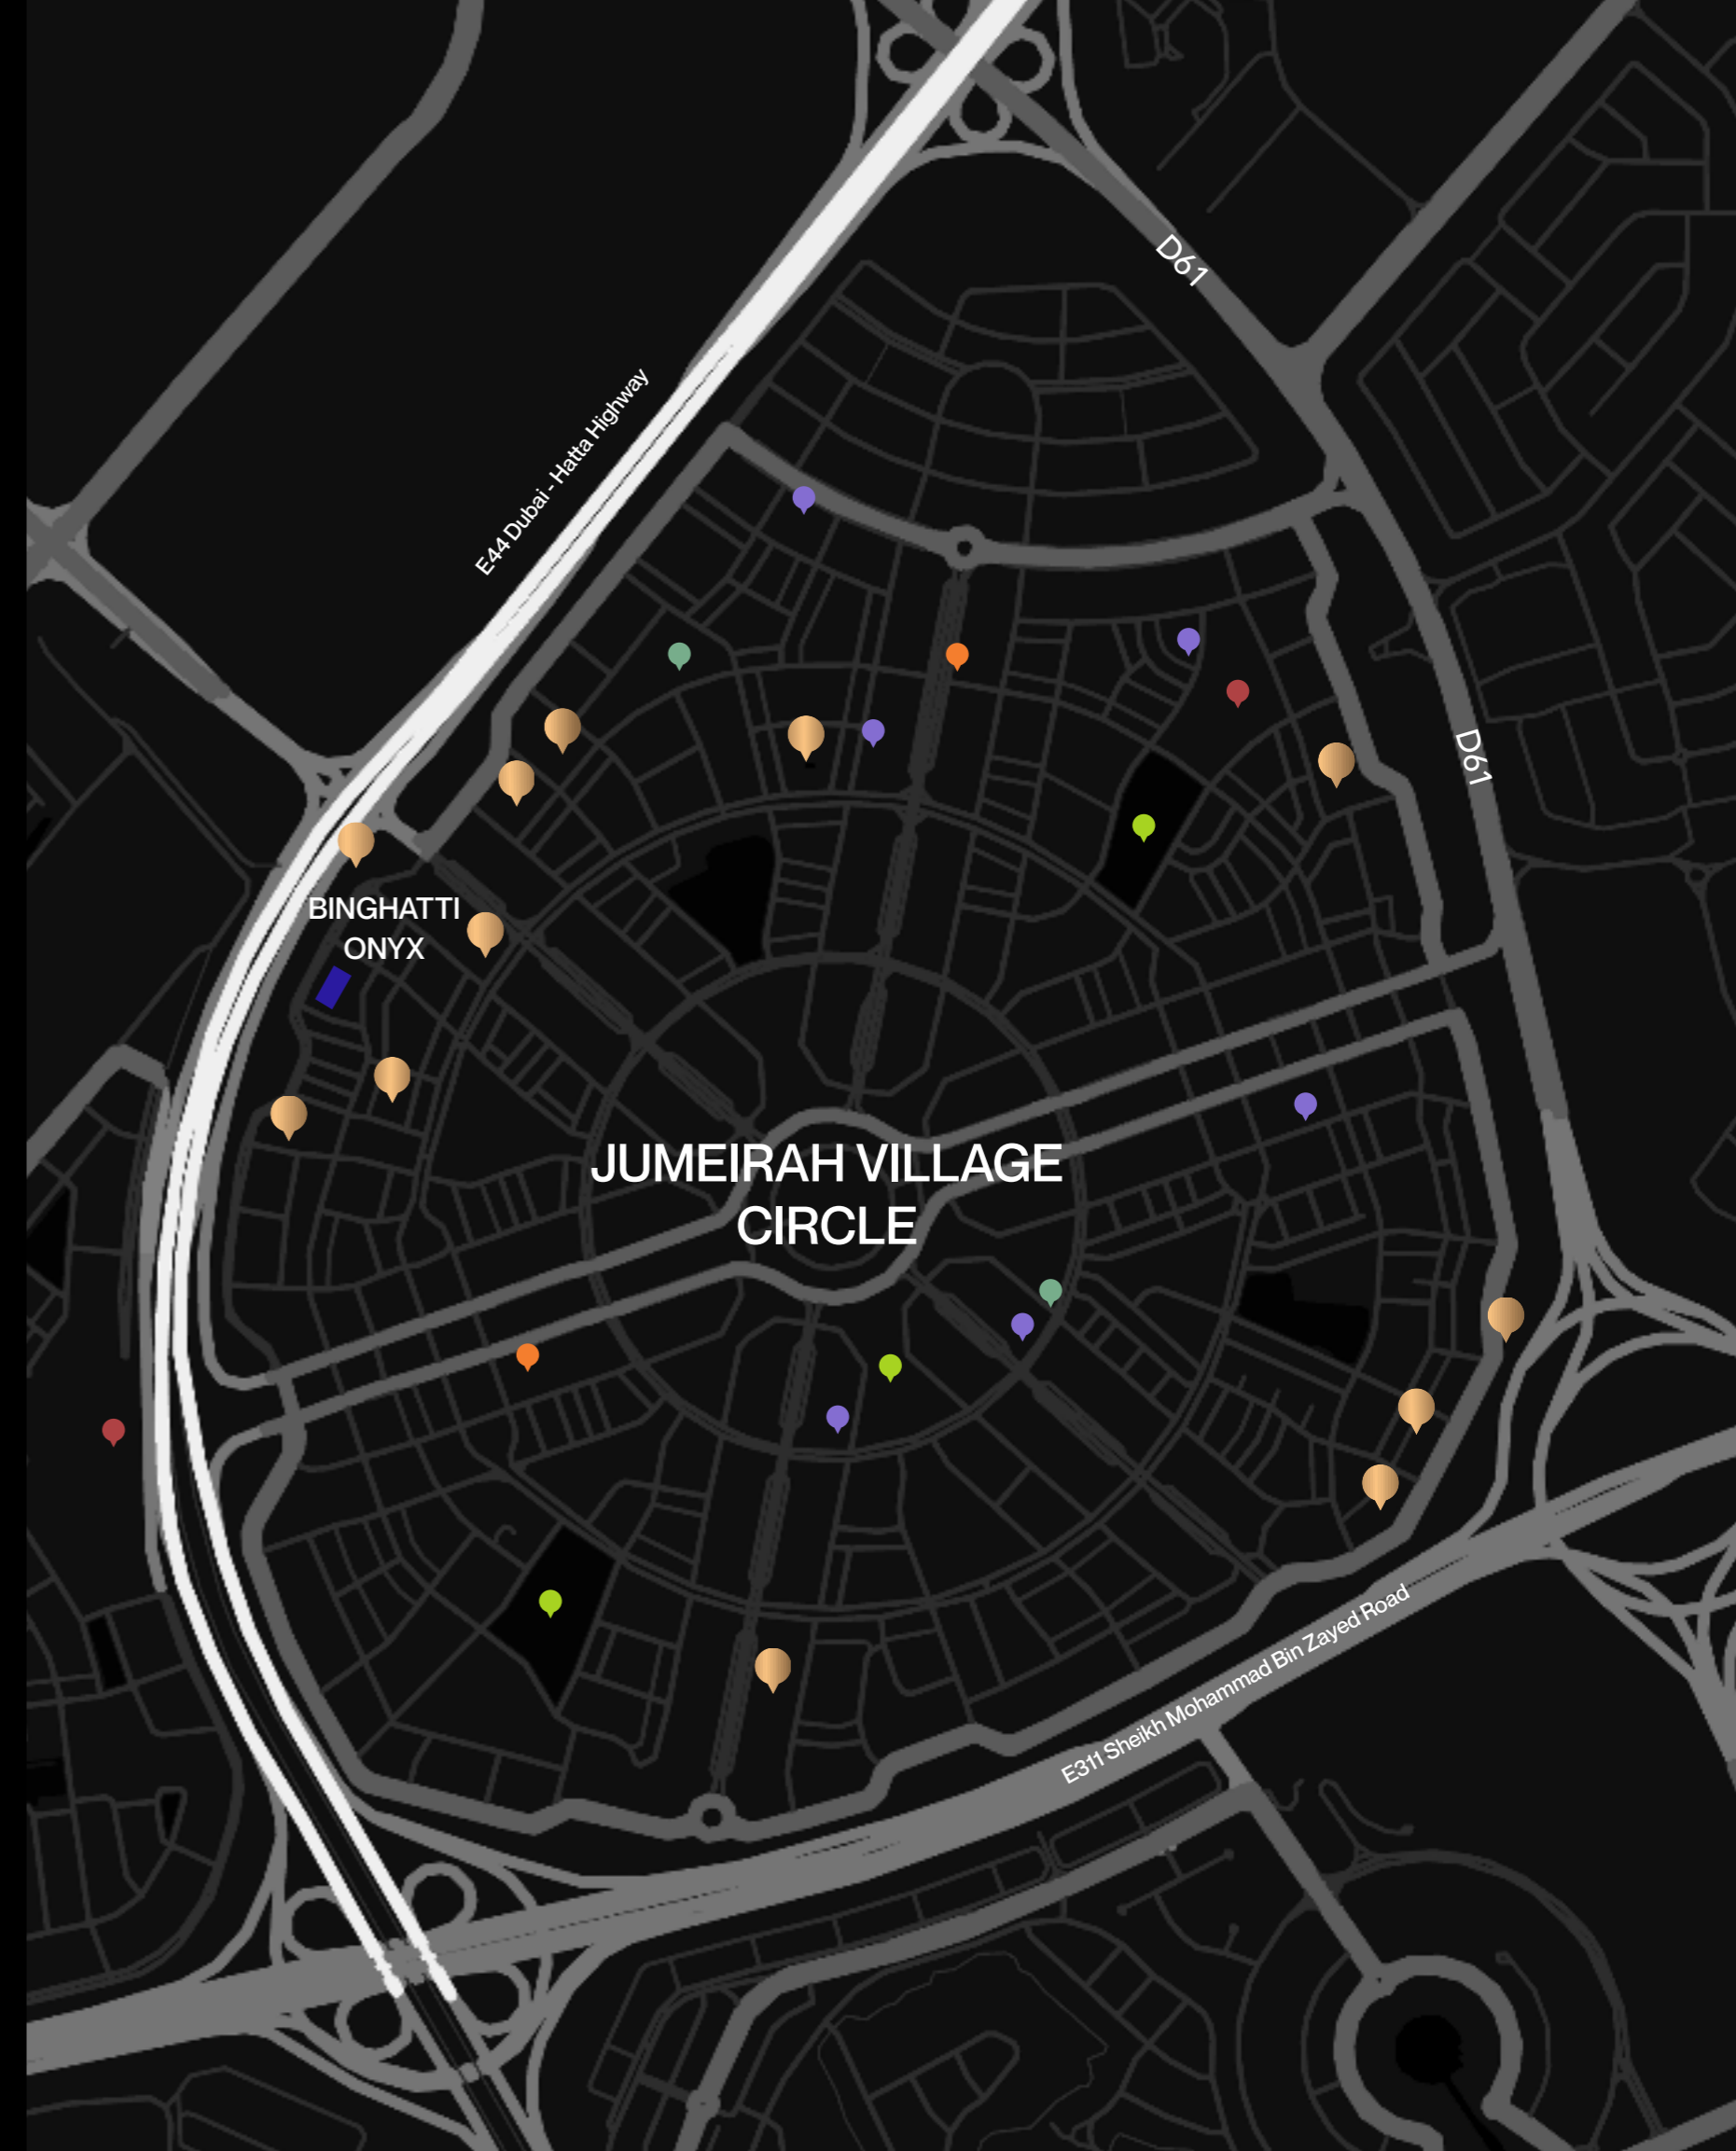 D61
E44 Dubai - Hatta Highway
D61
BINGHATTI
ONYX
JUMEIRAH VILLAGE
CIRCLE
E311 Sheikh Mohammad Bin Zayed Road